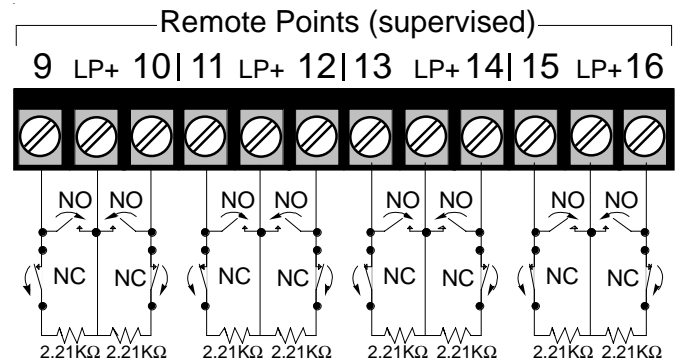 Remote Points (supervised)
9 LP+ 10 | 11 LP+ 12 | 13 LP+ 14 | 15 LP+ 16
NO NO NO NO NO NO NO NO
NC NC NC NC NC NC NC NC
2.21KΩ 2.21KΩ 2.21KΩ 2.21KΩ 2.21KΩ 2.21KΩ 2.21KΩ 2.21KΩ